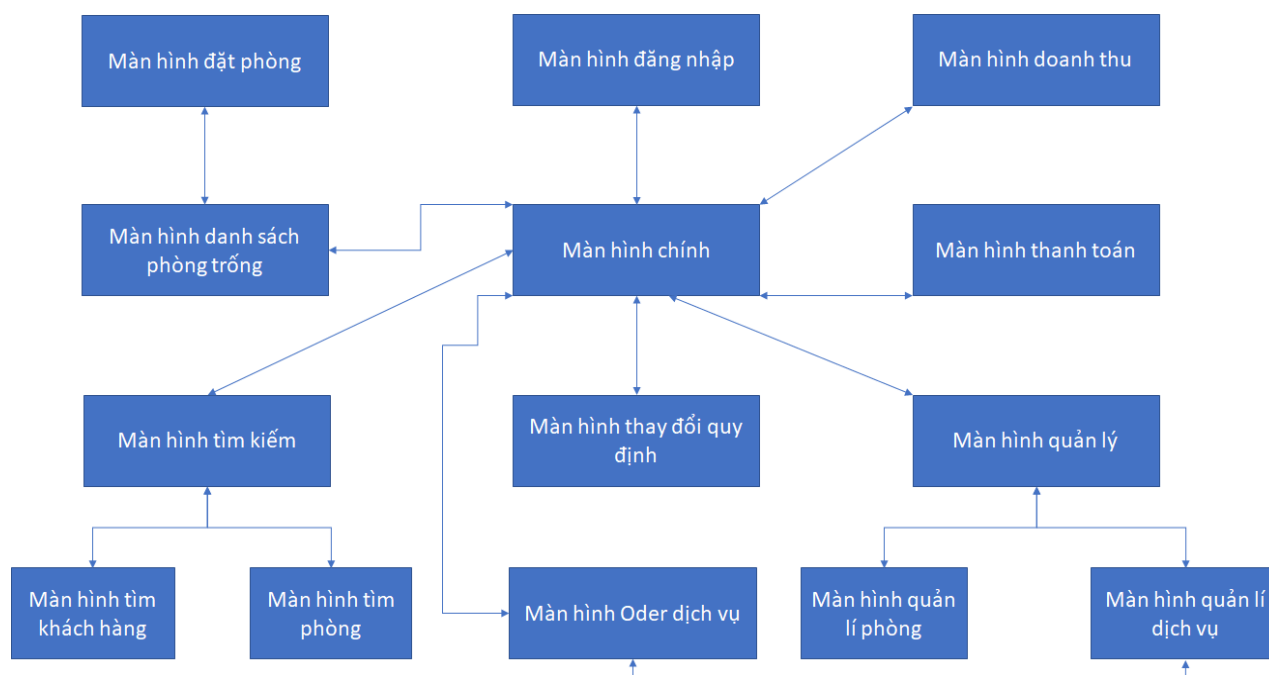 Màn hình đặt phòng
Màn hình đăng nhập
Màn hình doanh thu
Màn hình danh sách
phòng trống
Màn hình chính
Màn hình thanh toán
Màn hình tìm kiếm
Màn hình thay đổi quy
định
Màn hình quản lý
Màn hình tìm
khách hàng
Màn hình tìm
phòng
Màn hình Oder dịch vụ
Màn hình quản
lí phòng
Màn hình quản lí
dịch vụ